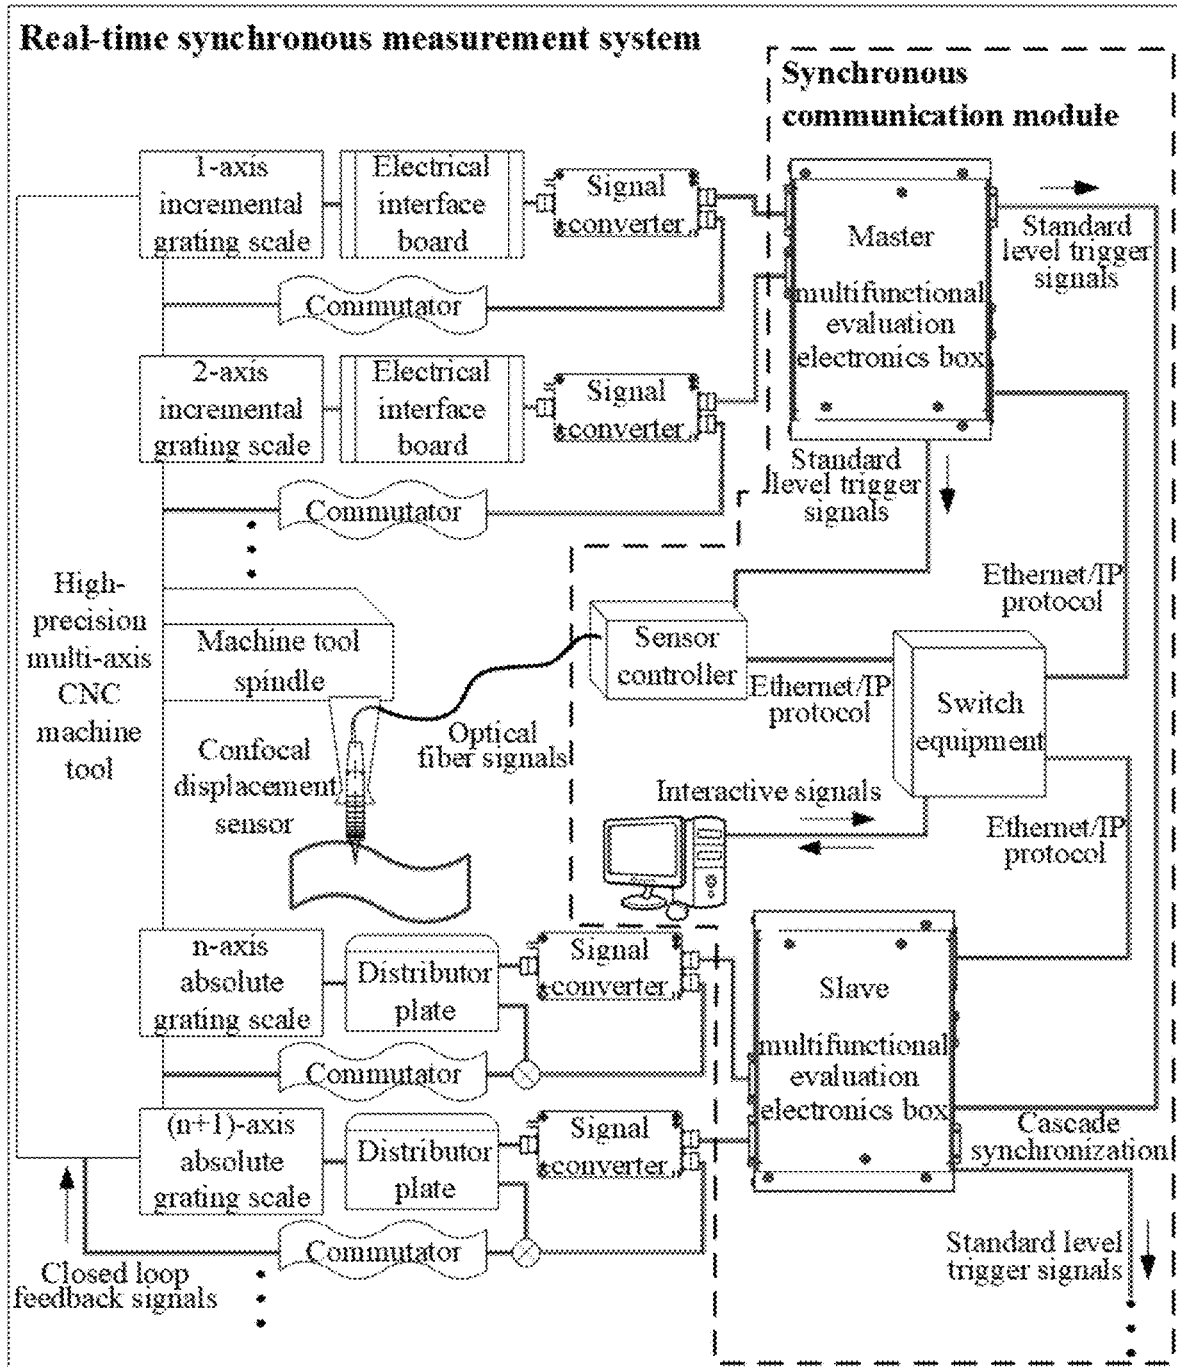 Real-time synchronous measurement system
Synchronous
communication module
1-axis
incremental
grating scale
Electrical
interface
board
Signal
converter
Commutator
Master
multifunctional
evaluation
electronics box
Standard
level trigger
signals
2-axis
incremental
grating scale
Electrical
interface
board
Signal
converter
Commutator
Standard
level trigger
signals
High-
precision
multi-axis
CNC
machine
tool
Machine tool
spindle
Confocal
displacement
sensor
Optical
fiber signals
Sensor
controller
Ethernet/IP
protocol
Ethernet/IP
protocol
Switch
equipment
Interactive signals
Ethernet/IP
protocol
n-axis
absolute
grating scale
Distributor
plate
Signal
converter
Commutator
Slave
multifunctional
evaluation
electronics box
(n+1)-axis
absolute
grating scale
Distributor
plate
Signal
converter
Commutator
Cascade
synchronization
Closed loop
feedback signals
Standard level
trigger signals